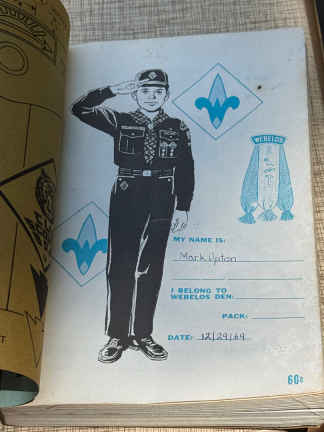 WEBELOS
MY NAME IS:
Mark Upton
I BELONG TO
WEBELOS DEN:
PACK:
DATE: 12/29/69
60¢